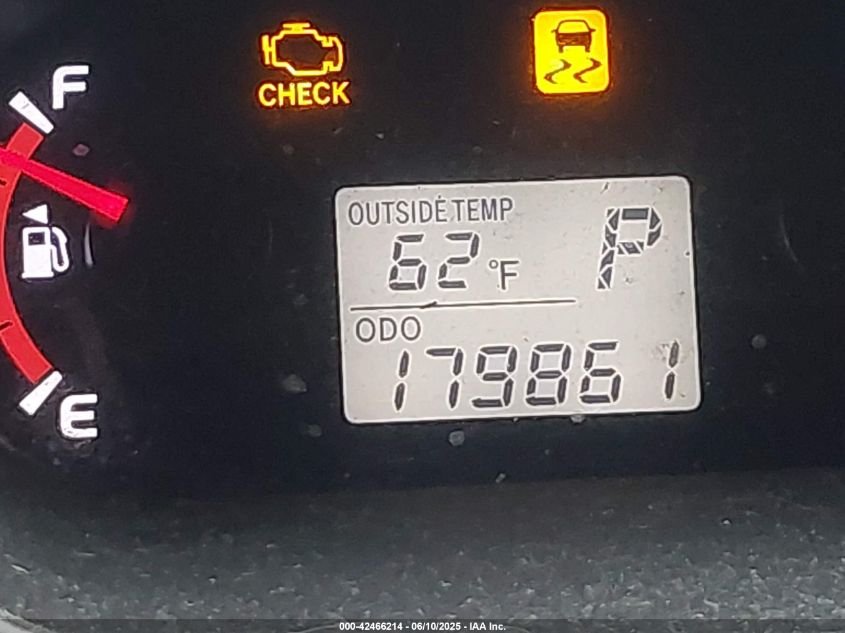 F
CHECK
OUTSIDE TEMP
P
62 °F
ODO
179861
E
000-42466214 - 06/10/2025 - IAA Inc.